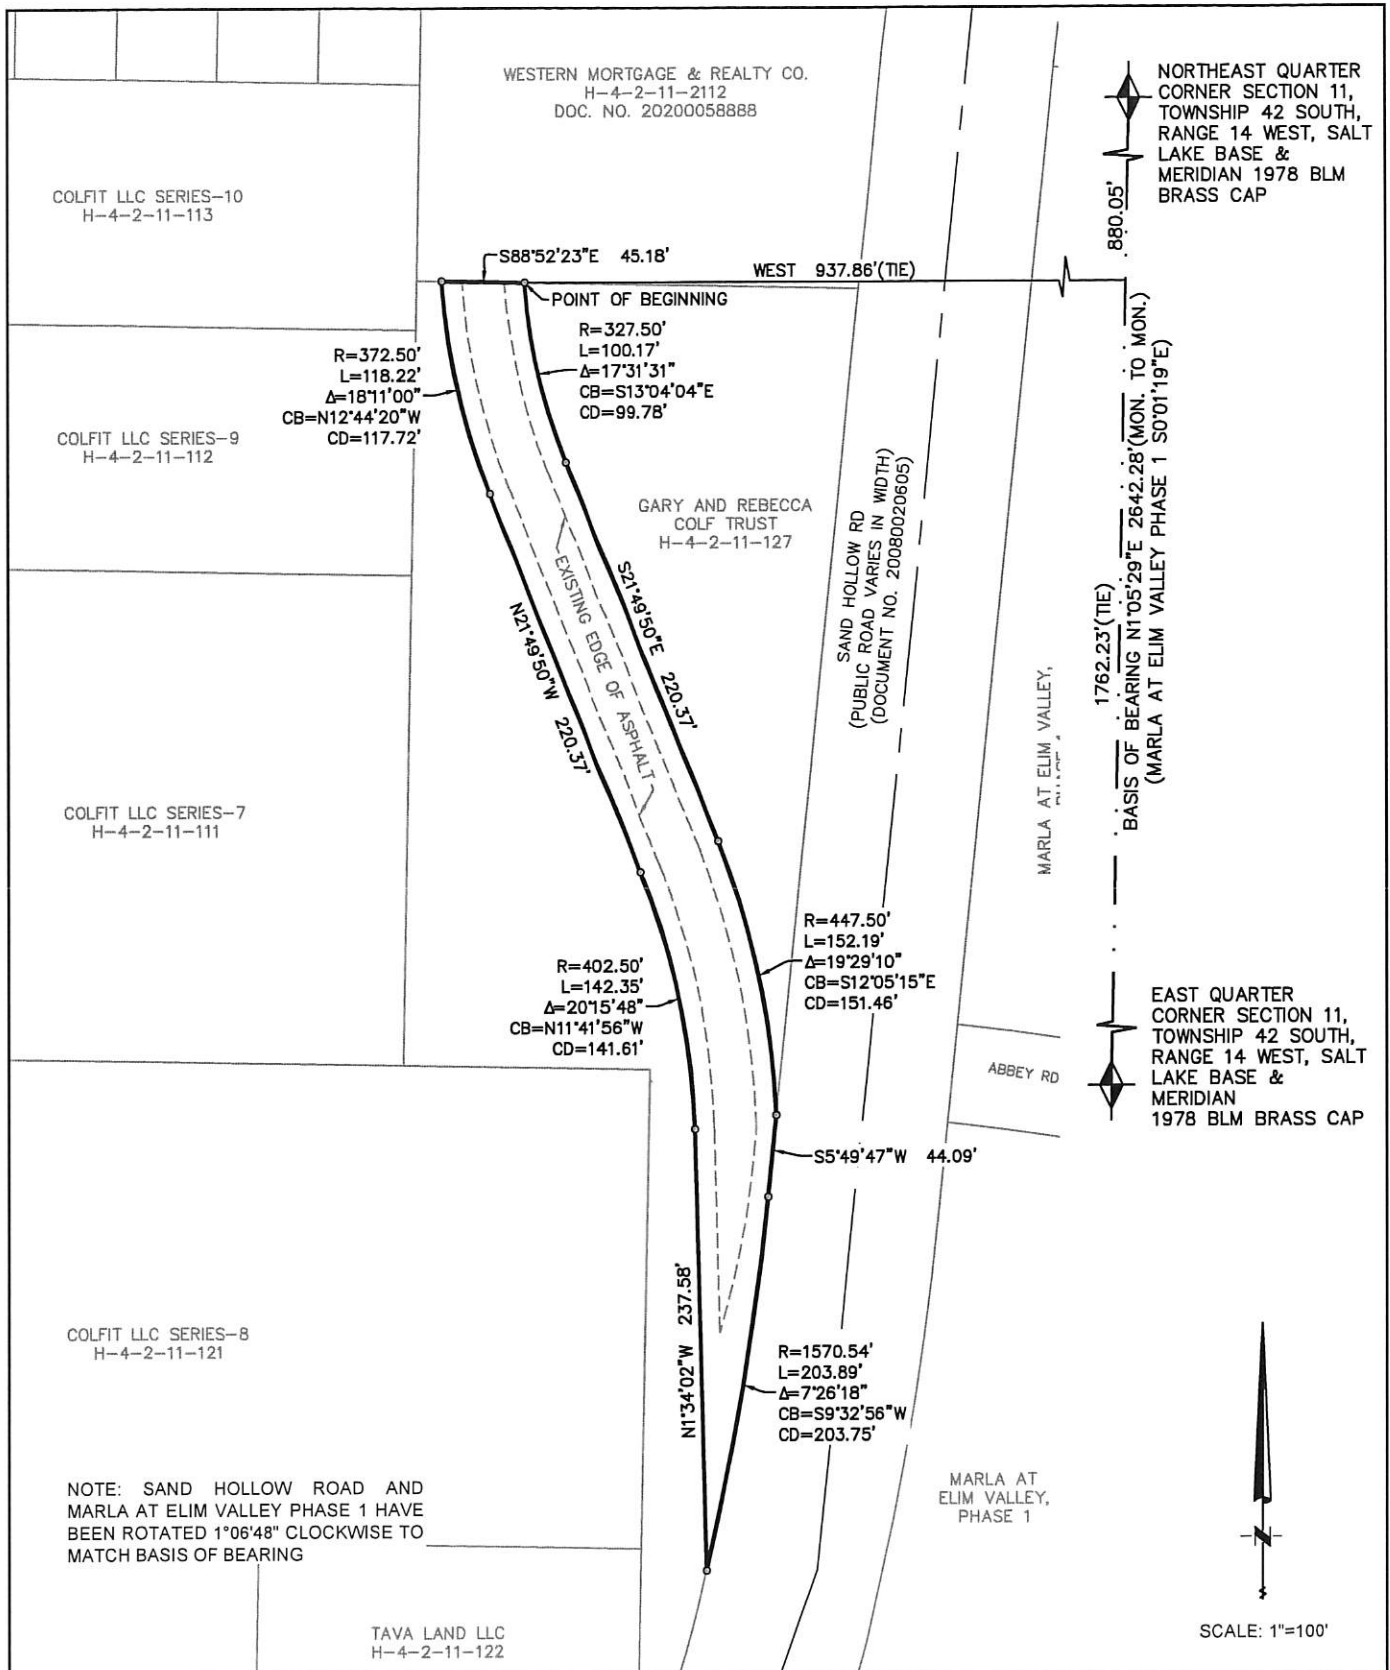 WESTERN MORTGAGE & REALTY CO.
H-4-2-11-2112
DOC. NO. 20200058888
NORTHEAST QUARTER
CORNER SECTION 11,
TOWNSHIP 42 SOUTH,
RANGE 14 WEST, SALT
LAKE BASE &
MERIDIAN 1978 BLM
BRASS CAP
COLFIT LLC SERIES-10
H-4-2-11-113
880.05'
S88°52'23"E 45.18'
WEST 937.86'(TIE)
POINT OF BEGINNING
R=327.50'
L=100.17'
Δ=17°31'31"
CB=S13°04'04"E
CD=99.78'
R=372.50'
L=118.22'
Δ=18°11'00"
CB=N12°44'20"W
CD=117.72'
COLFIT LLC SERIES-9
H-4-2-11-112
GARY AND REBECCA
COLF TRUST
H-4-2-11-127
SAND HOLLOW RD
(PUBLIC ROAD VARIES IN WIDTH)
(DOCUMENT NO. 20080020605)
1762.23'(TIE)
BASIS OF BEARING N1°05'29"E 2642.28'(MON. TO MON.)
(MARLA AT ELIM VALLEY PHASE 1 S0°01'19"E)
EXISTING EDGE OF ASPHALT
S21°49'50"E 220.37'
N21°49'50"W 220.37'
MARLA AT ELIM VALLEY,
COLFIT LLC SERIES-7
H-4-2-11-111
R=447.50'
L=152.19'
Δ=19°29'10"
CB=S12°05'15"E
CD=151.46'
R=402.50'
L=142.35'
Δ=20°15'48"
CB=N11°41'56"W
CD=141.61'
EAST QUARTER
CORNER SECTION 11,
TOWNSHIP 42 SOUTH,
RANGE 14 WEST, SALT
LAKE BASE &
MERIDIAN
1978 BLM BRASS CAP
ABBEY RD
S5°49'47"W 44.09'
N1°34'02"W 237.58'
COLFIT LLC SERIES-8
H-4-2-11-121
R=1570.54'
L=203.89'
Δ=7°26'18"
CB=S9°32'56"W
CD=203.75'
NOTE: SAND HOLLOW ROAD AND
MARLA AT ELIM VALLEY PHASE 1 HAVE
BEEN ROTATED 1°06'48" CLOCKWISE TO
MATCH BASIS OF BEARING
MARLA AT
ELIM VALLEY,
PHASE 1
N
TAVA LAND LLC
H-4-2-11-122
SCALE: 1"=100'